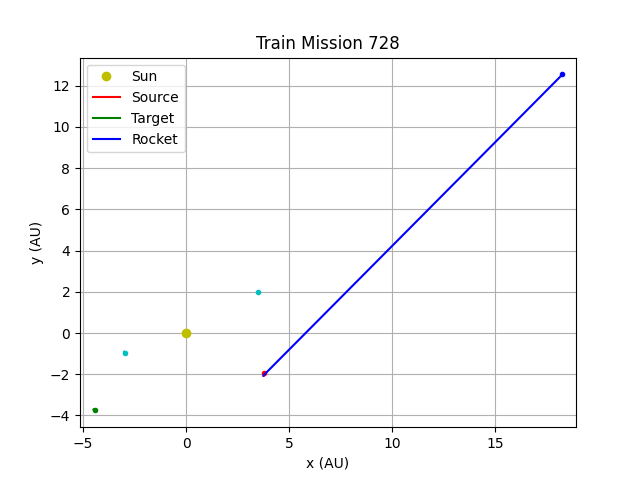 Train Mission 728
Sun
Source
Target
Rocket
12
10
8
6
4
2
0
−2
−4
y (AU)
−5
0
5
10
15
x (AU)